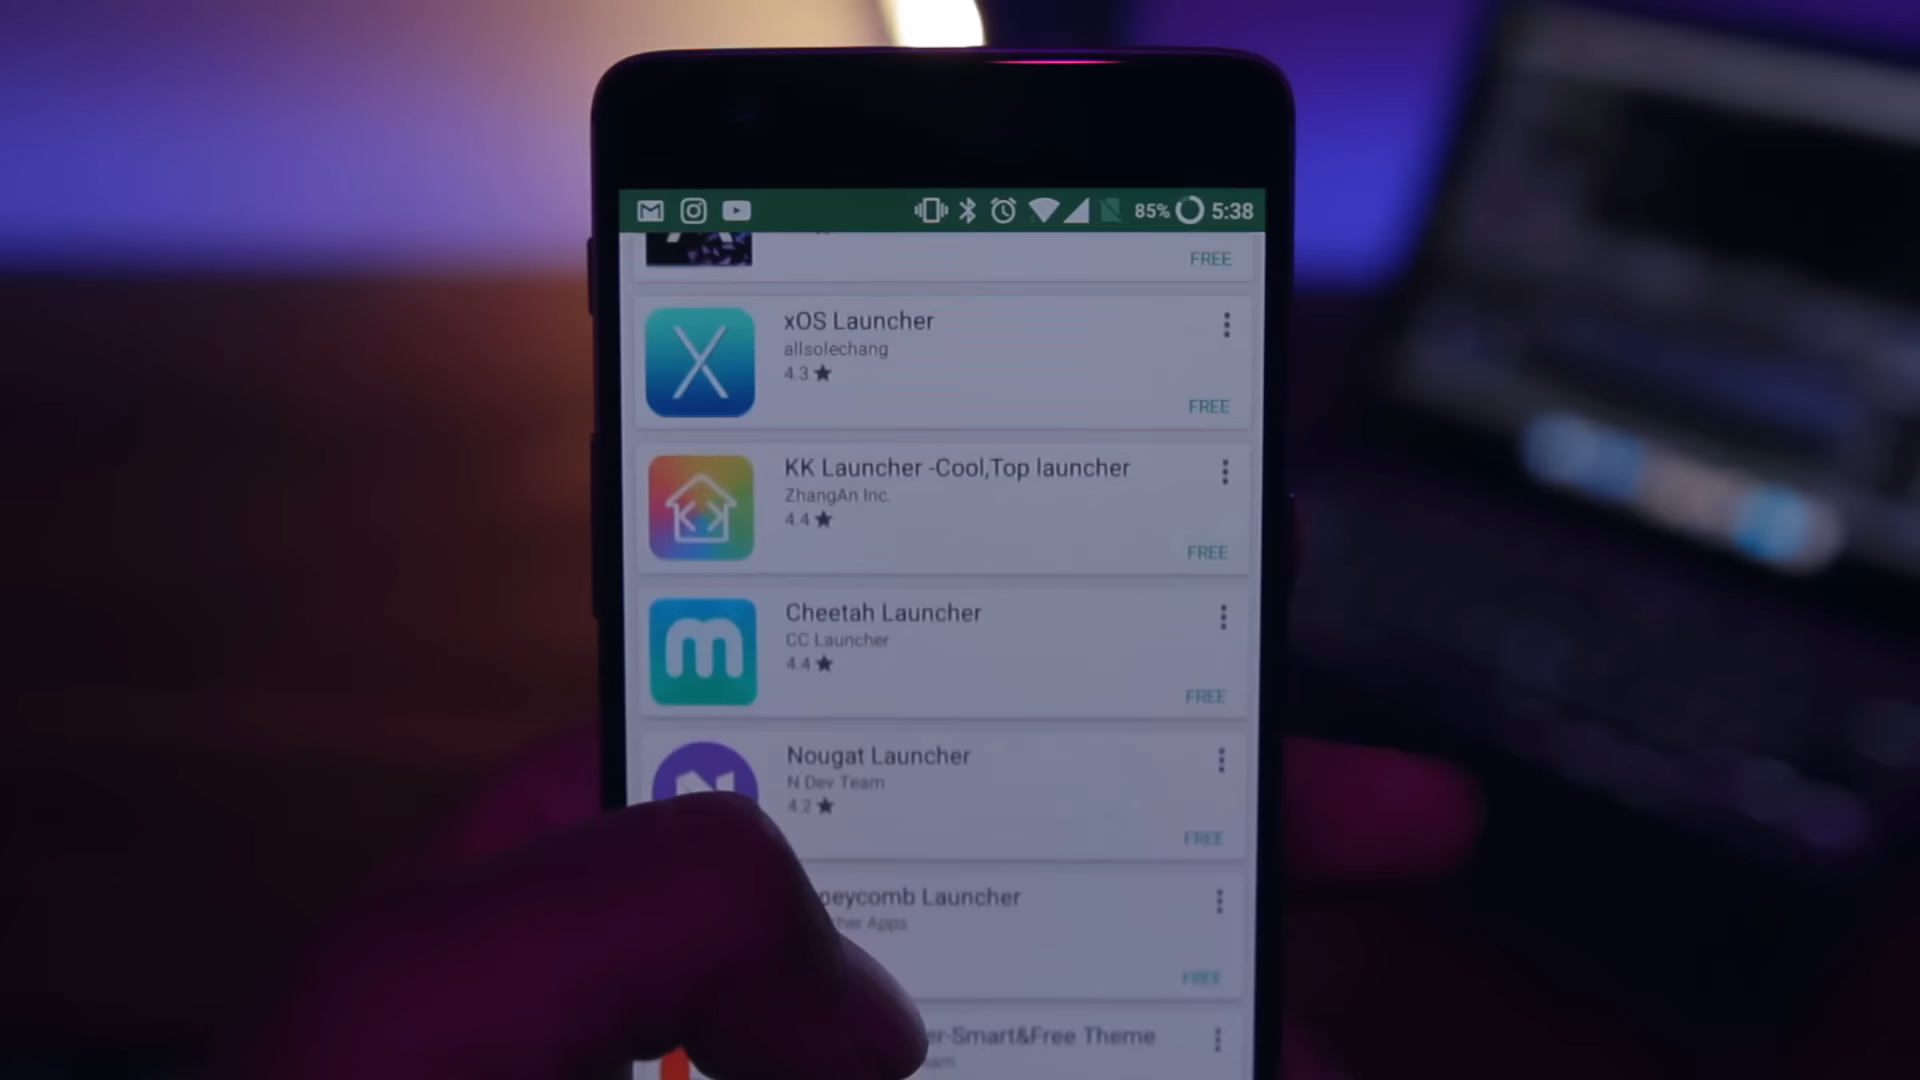 85% 5:38
FREE
xOS Launcher
allsolechang
4.3
FREE
KK Launcher -Cool,Top launcher
ZhangAn Inc.
4.4
FREE
Cheetah Launcher
CC Launcher
4.4
FREE
Nougat Launcher
N Dev Team
4.2
FREE
Launcher
Apps
FREE
Smart&Free Theme